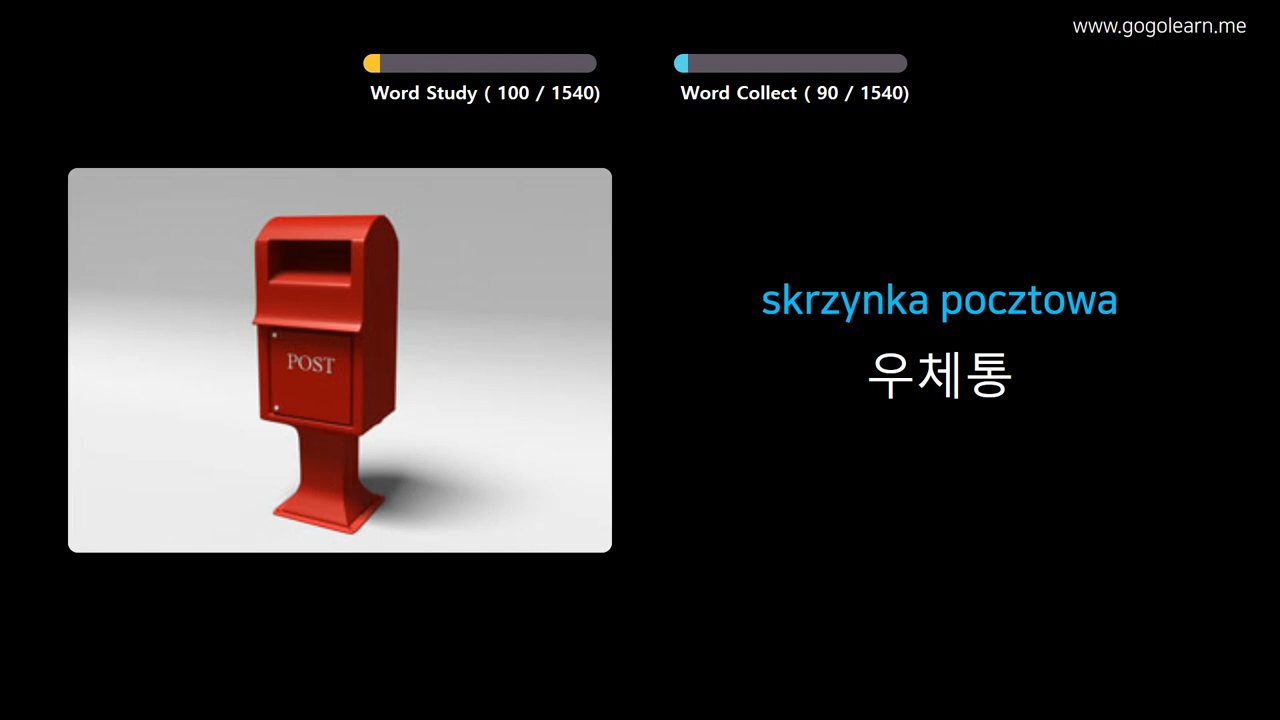 www.gogolearn.me
Word Study ( 100 / 1540)
Word Collect ( 90 / 1540)
POST
skrzynka pocztowa
우체통